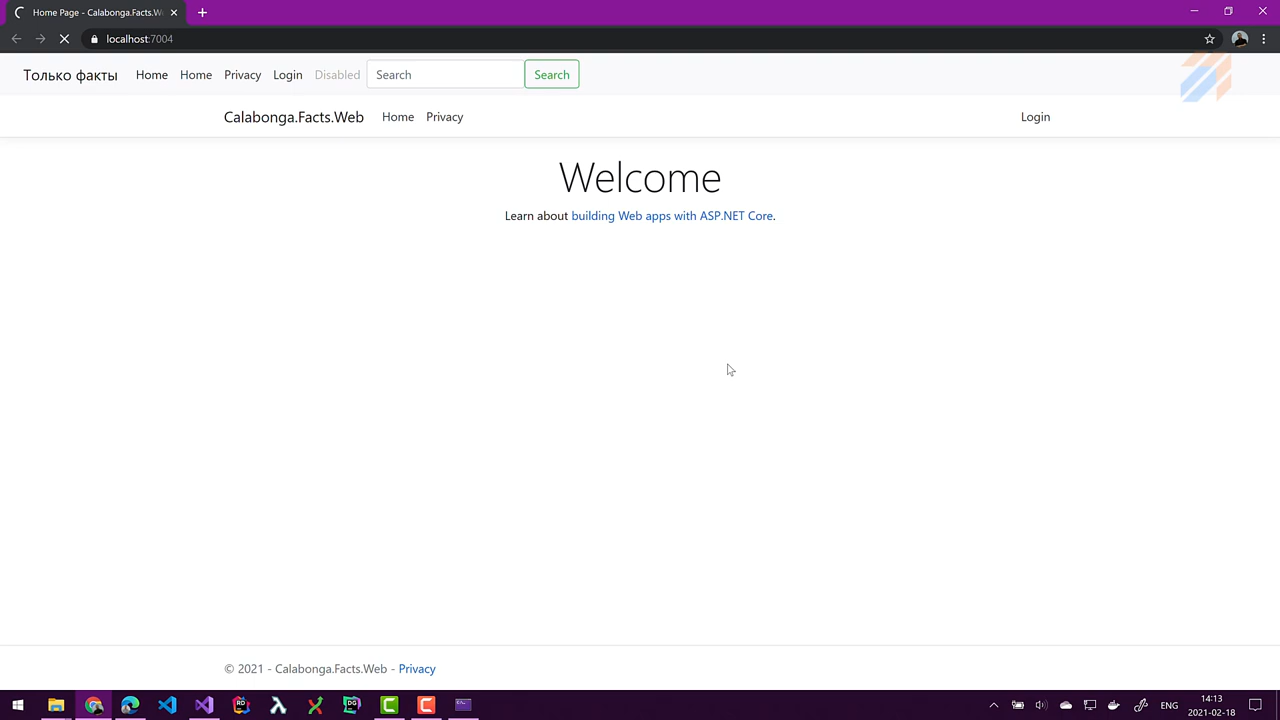 Home Page - Calabonga.Facts.W
localhost:7004
Только факты Home Home Privacy Login Disabled Search Search
Calabonga.Facts.Web Home Privacy Login
Welcome
Learn about building Web apps with ASP.NET Core.
© 2021 - Calabonga.Facts.Web - Privacy
RD DG ENG 14:13
2021-02-18